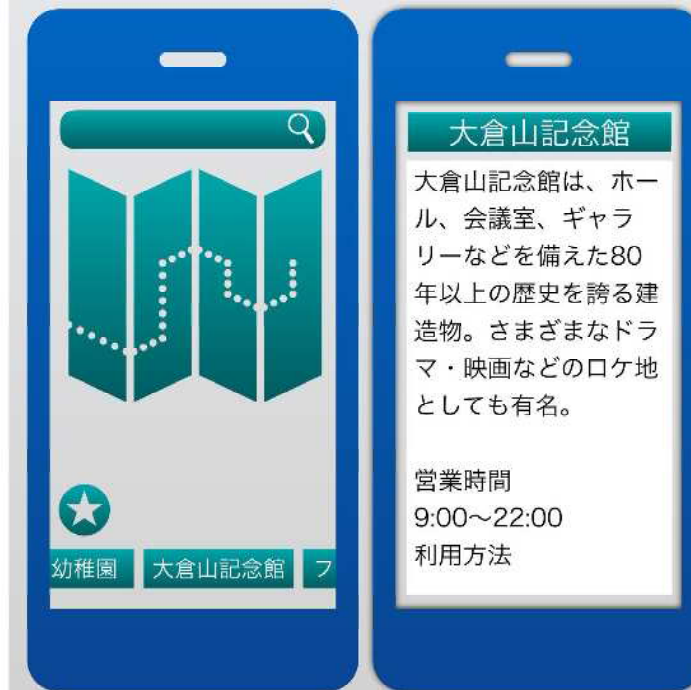 幼稚園
大倉山記念館
フ
大倉山記念館
大倉山記念館は、ホー
ル、会議室、ギャラ
リーなどを備えた80
年以上の歴史を誇る建
造物。さまざまなドラ
マ・映画などのロケ地
としても有名。
営業時間
9:00〜22:00
利用方法